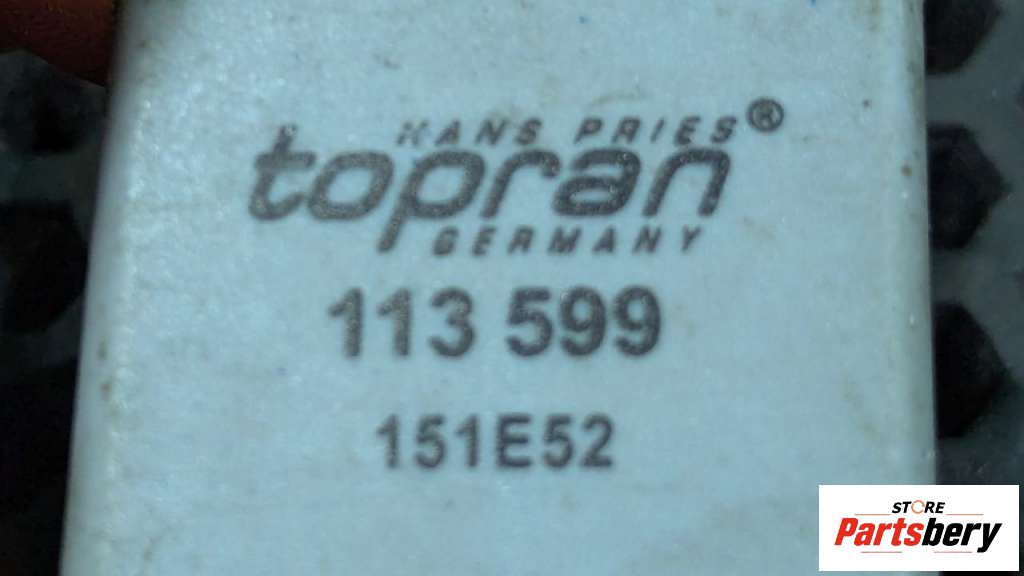 HANS PRIES®
topran
GERMANY
113 599
151E52
STORE
Partsbery